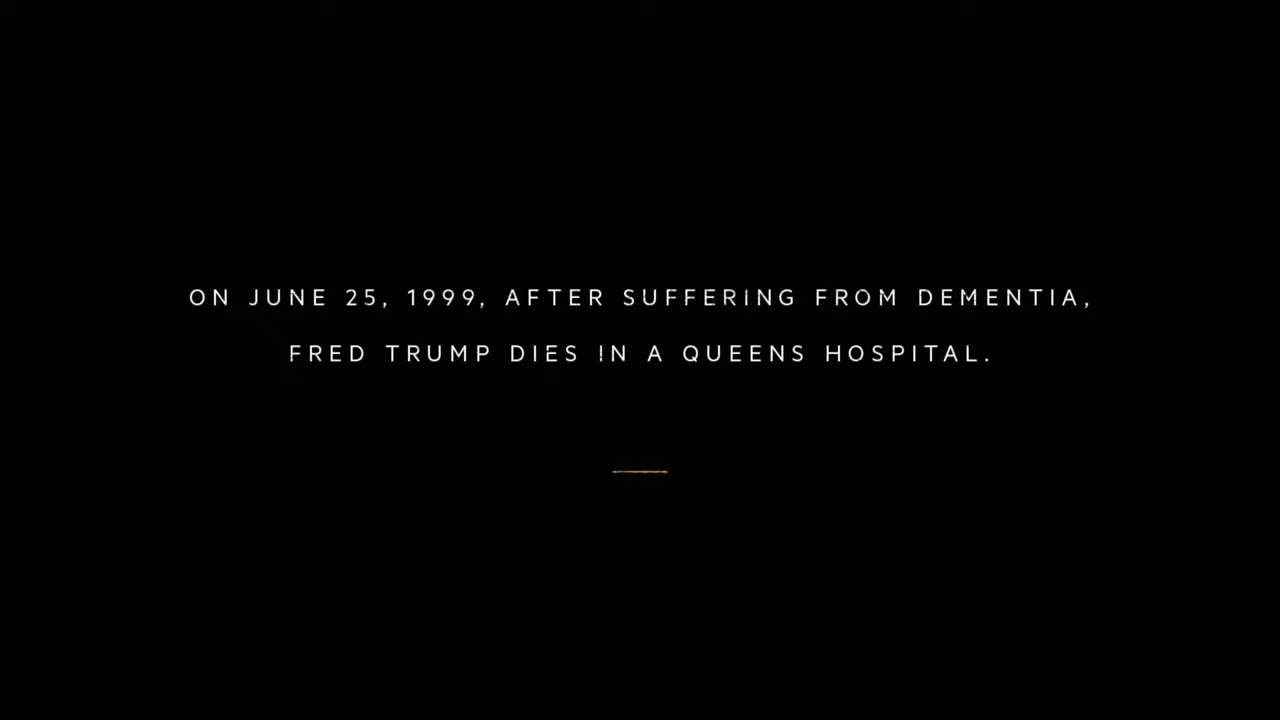 ON JUNE 25, 1999, AFTER SUFFERING FROM DEMENTIA,
FRED TRUMP DIES IN A QUEENS HOSPITAL.